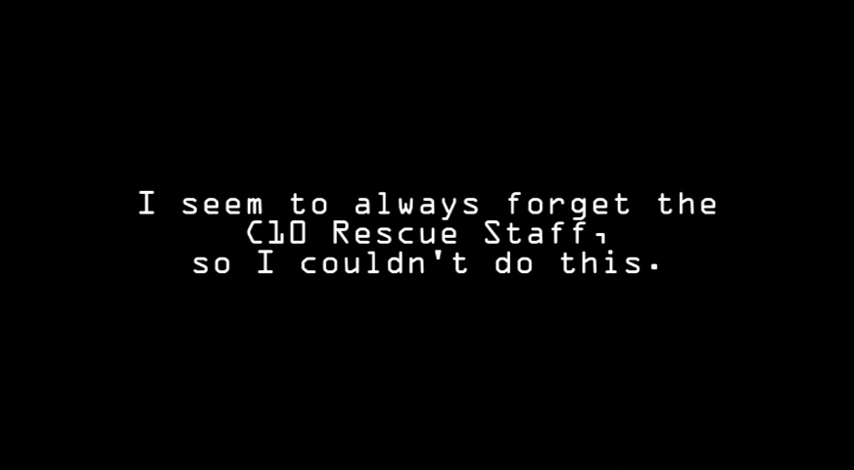 I seem to always forget the
C10 Rescue Staff,
so I couldn't do this.